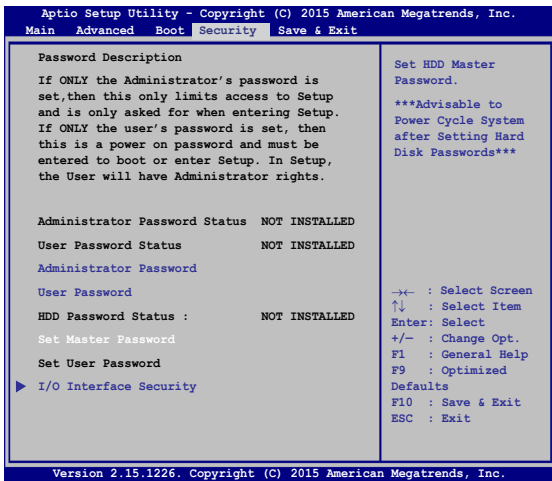 Aptio Setup Utility - Copyright (C) 2015 American Megatrends, Inc.
Main Advanced Boot Security Save & Exit
Password Description
If ONLY the Administrator's password is
set,then this only limits access to Setup
and is only asked for when entering Setup.
If ONLY the user's password is set, then
this is a power on password and must be
entered to boot or enter Setup. In Setup,
the User will have Administrator rights.
Administrator Password Status NOT INSTALLED
User Password Status NOT INSTALLED
Administrator Password
User Password
HDD Password Status : NOT INSTALLED
Set Master Password
Set User Password
I/O Interface Security
Set HDD Master
Password.
***Advisable to
Power Cycle System
after Setting Hard
Disk Passwords***
→← : Select Screen
↑↓ : Select Item
Enter: Select
+/— : Change Opt.
F1 : General Help
F9 : Optimized
Defaults
F10 : Save & Exit
ESC : Exit
Version 2.15.1226. Copyright (C) 2015 American Megatrends, Inc.